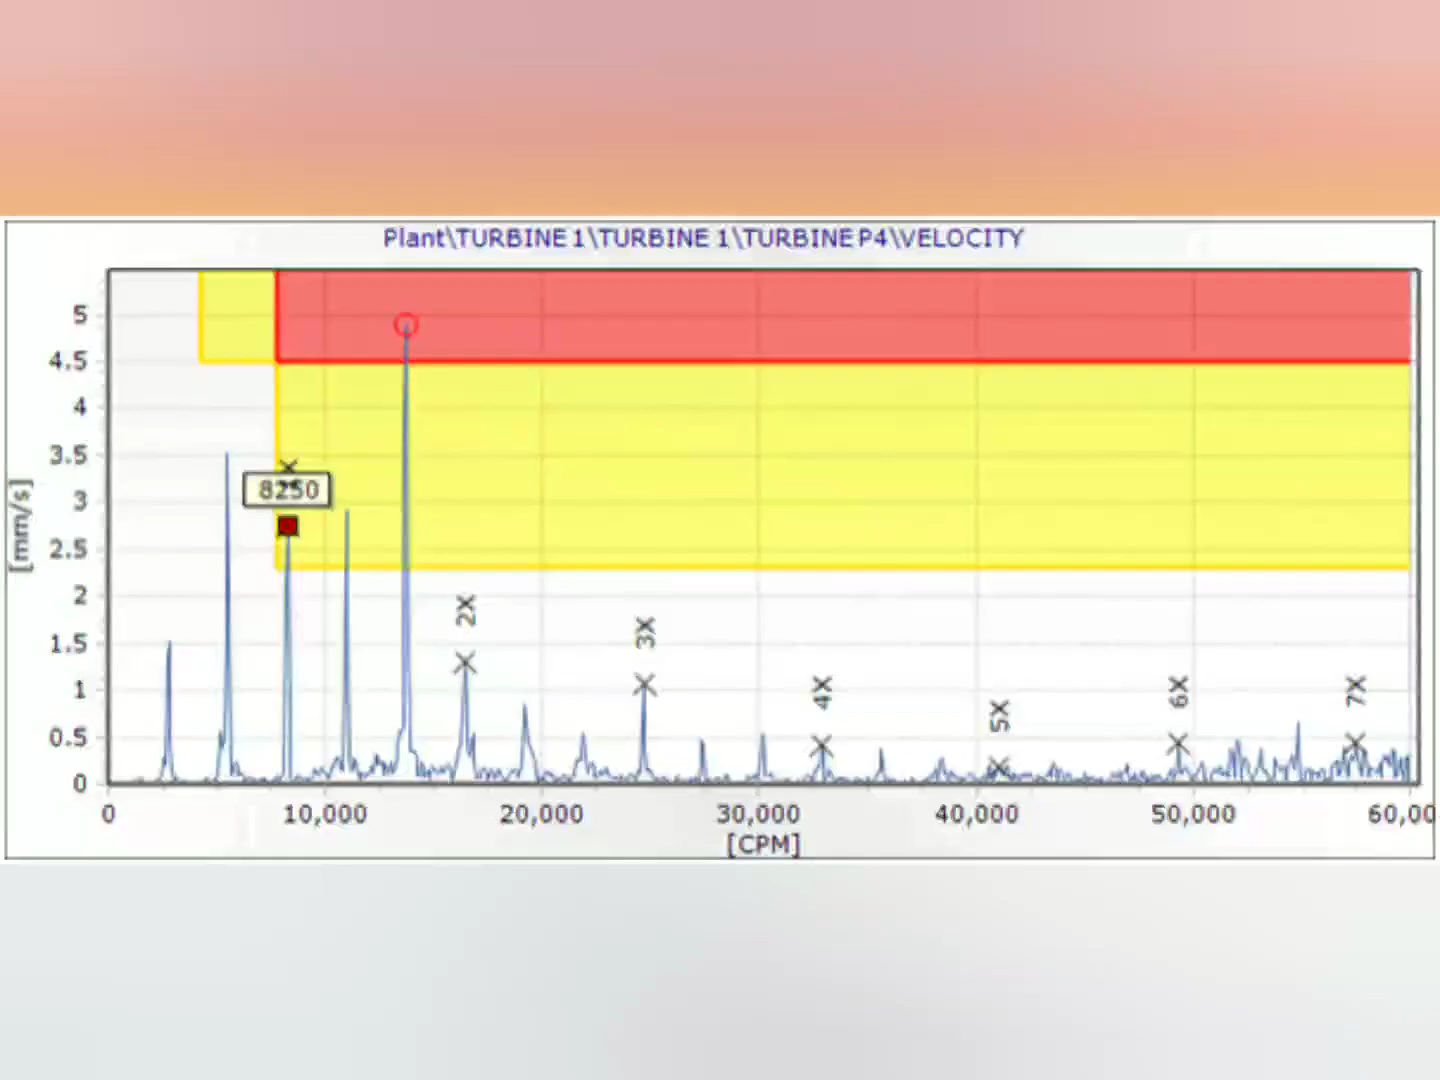 Plant\TURBINE 1\TURBINE 1\TURBINE P4\VELOCITY
5
4.5
4
3.5
3
2.5
2
1.5
1
0.5
0
[mm/s]
8250
2X
3X
4X
5X
6X
7X
0 10,000 20,000 30,000 40,000 50,000 60,00
[CPM]